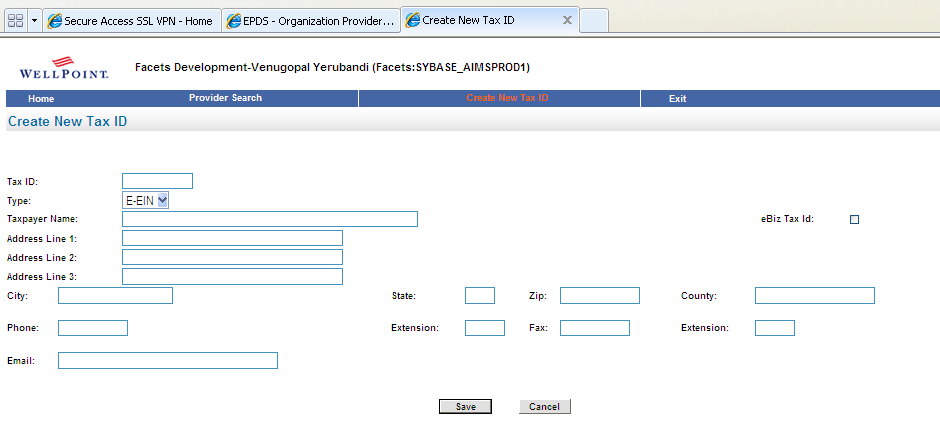 Secure Access SSL VPN - Home EPDS - Organization Provider... Create New Tax ID
WELLPOINT. Facets Development-Venugopal Yerubandi (Facets:SYBASE_AIMSPROD1)
Home Provider Search Create New Tax ID Exit
Create New Tax ID
Tax ID:
Type: E-EIN
Taxpayer Name: eBiz Tax Id:
Address Line 1:
Address Line 2:
Address Line 3:
City: State: Zip: County:
Phone: Extension: Fax: Extension:
Email:
Save Cancel